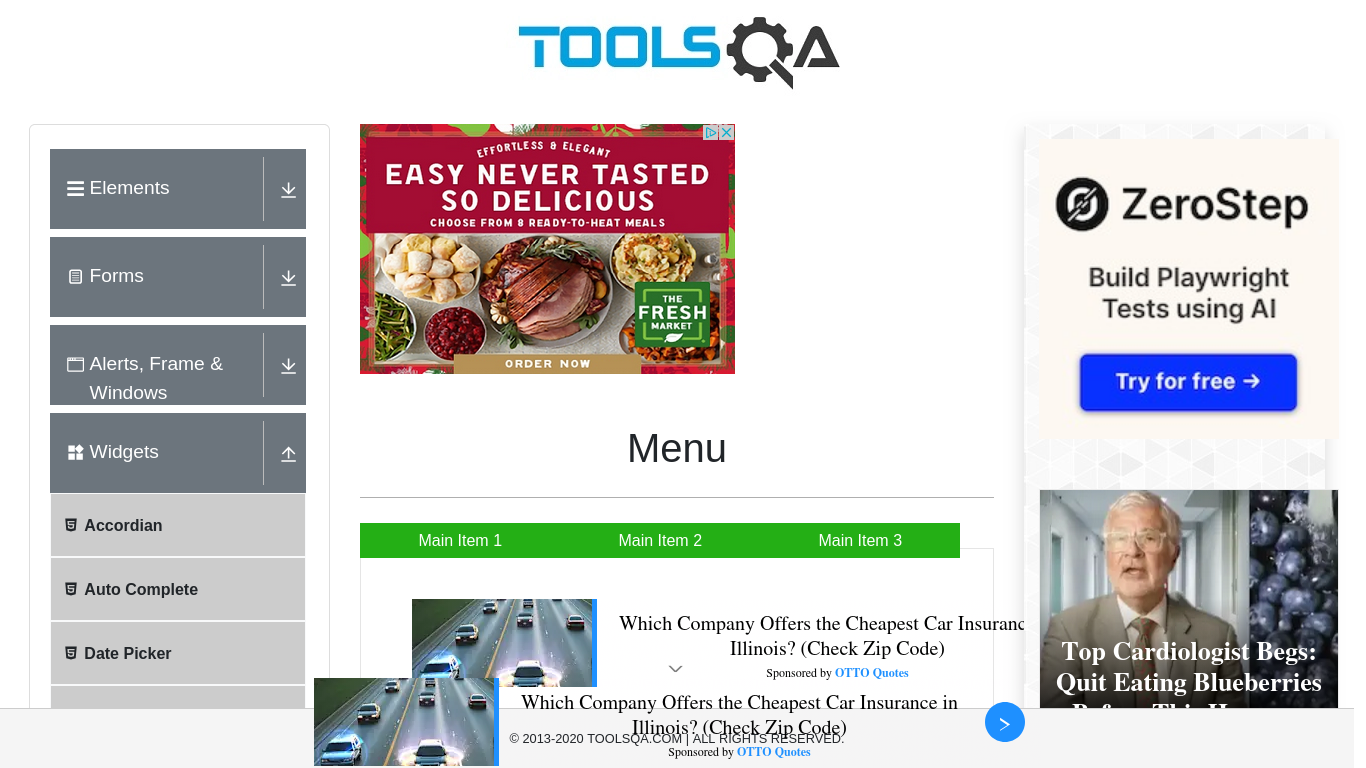 TOOLSQA
Elements
Forms
Alerts, Frame &
Windows
Widgets
Accordian
Auto Complete
Date Picker
EFFORTLESS & ELEGANT
EASY NEVER TASTED
SO DELICIOUS
CHOOSE FROM 8 READY-TO-HEAT MEALS
THE
FRESH
MARKET
ORDER NOW
Menu
Main Item 1
Main Item 2
Main Item 3
Which Company Offers the Cheapest Car Insuranc
Illinois? (Check Zip Code)
Sponsored by OTTO Quotes
Which Company Offers the Cheapest Car Insurance in
Illinois? (Check Zip Code)
© 2013-2020 TOOLSQA.COM | ALL RIGHTS RESERVED.
Sponsored by OTTO Quotes
ZeroStep
Build Playwright
Tests using AI
Try for free →
Top Cardiologist Begs:
Quit Eating Blueberries